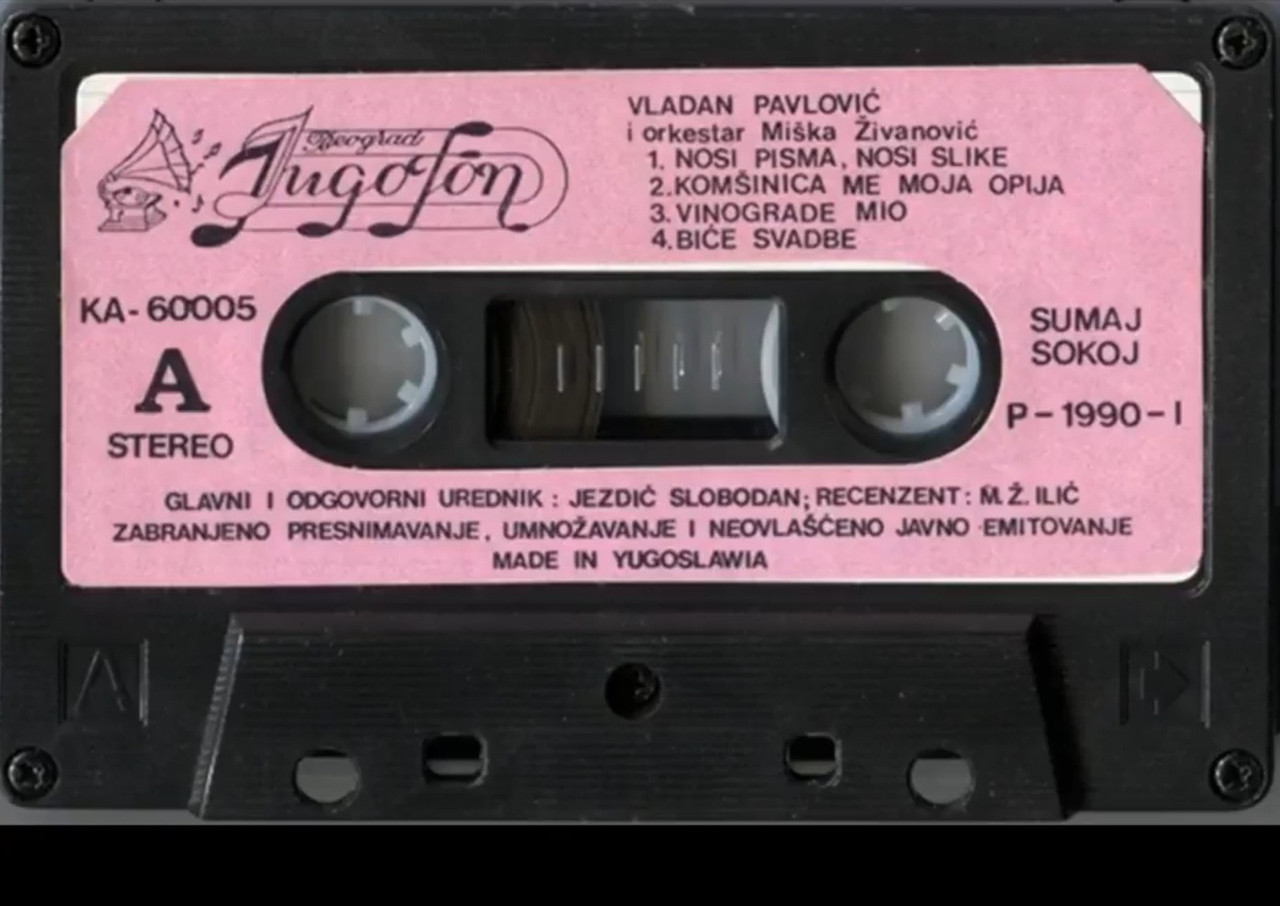 Beograd
Jugofon
VLADAN PAVLOVIĆ
i orkestar Miška Živanović
1. NOSI PISMA, NOSI SLIKE
2. KOMŠINICA ME MOJA OPIJA
3. VINOGRADE MIO
4. BIĆE SVADBE
KA-60005
A
STEREO
SUMAJ
SOKOJ
P-1990-I
GLAVNI I ODGOVORNI UREDNIK : JEZDIĆ SLOBODAN; RECENZENT : M.Ž. ILIĆ
ZABRANJENO PRESNIMAVANJE, UMNOŽAVANJE I NEOVLAŠĆENO JAVNO EMITOVANJE
MADE IN YUGOSLAWIA